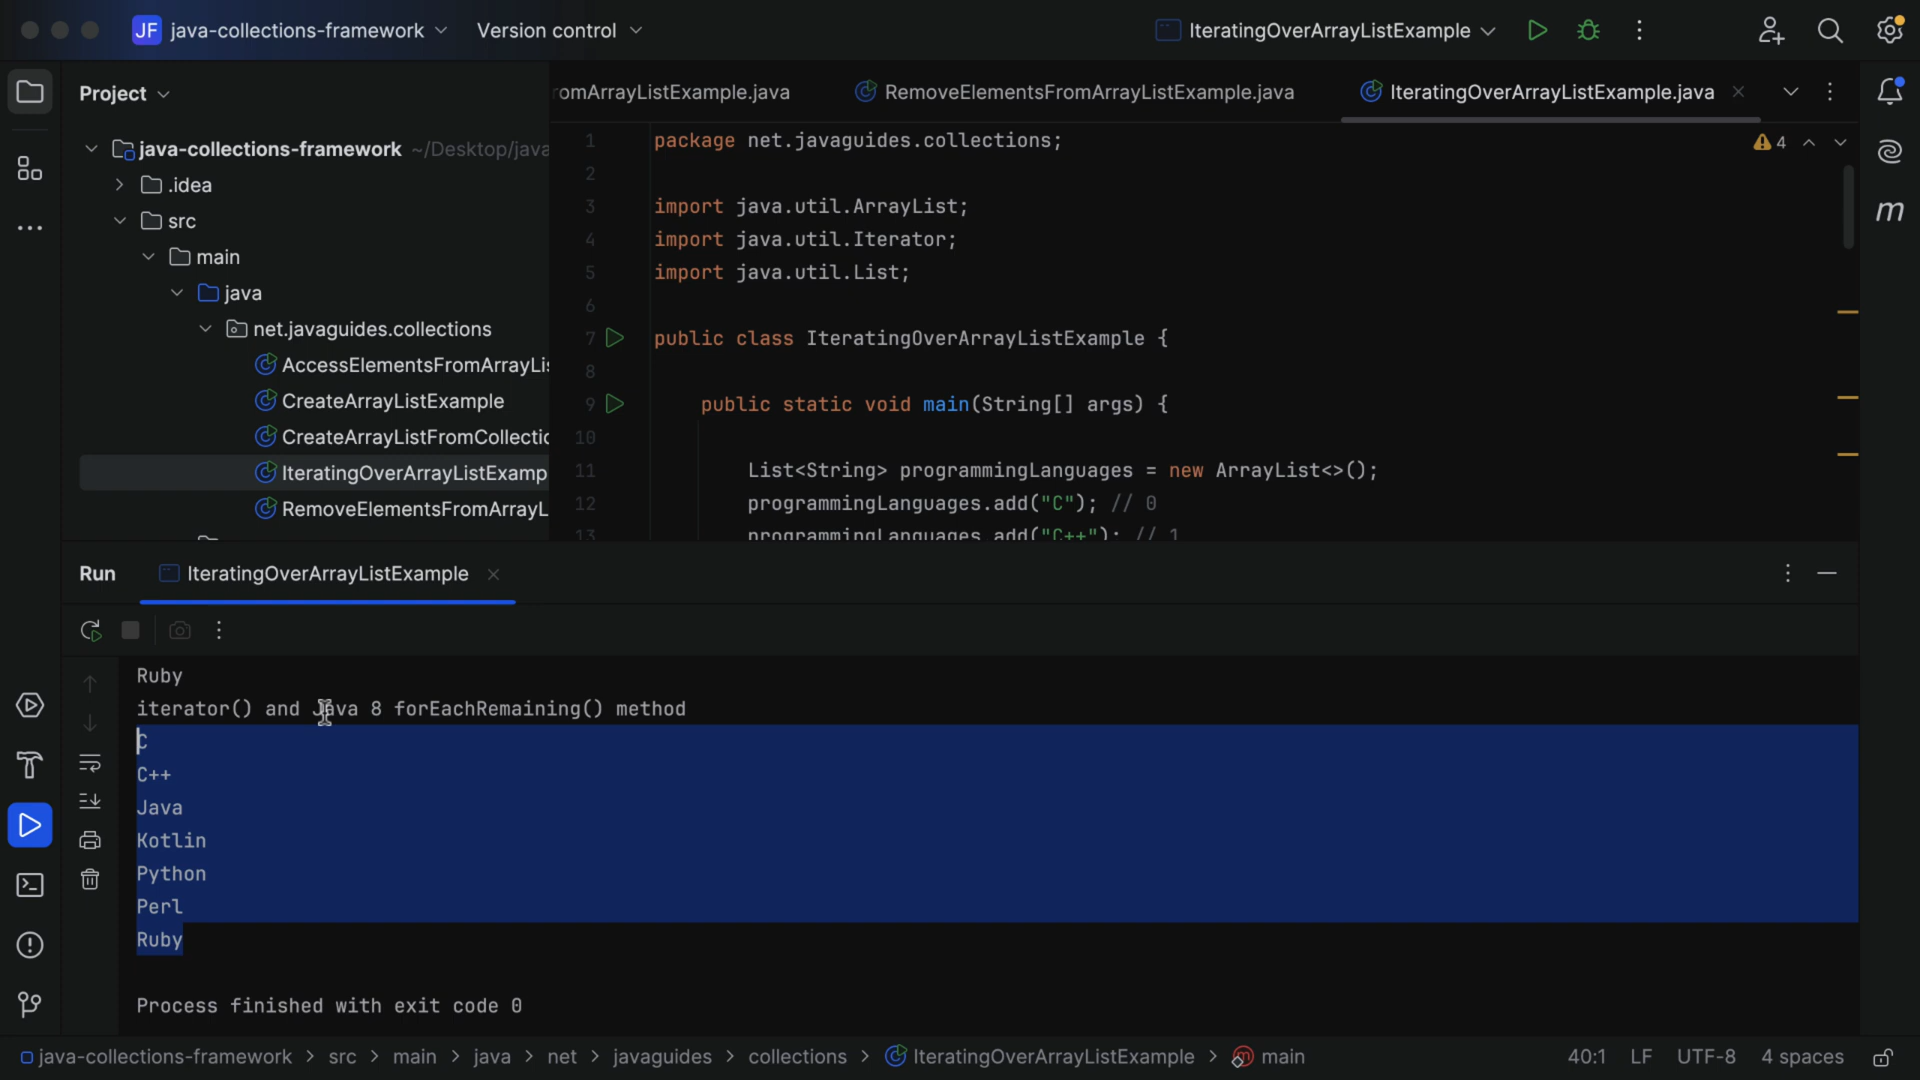 JF java-collections-framework Version control IteratingOverArrayListExample
Project
omArrayListExample.java RemoveElementsFromArrayListExample.java IteratingOverArrayListExample.java
java-collections-framework ~/Desktop/java
.idea
src
main
java
net.javaguides.collections
AccessElementsFromArrayLis
CreateArrayListExample
CreateArrayListFromCollectio
IteratingOverArrayListExamp
RemoveElementsFromArrayL
4
1 package net.javaguides.collections;
2
3 import java.util.ArrayList;
4 import java.util.Iterator;
5 import java.util.List;
6
7 public class IteratingOverArrayListExample {
8
9 public static void main(String[] args) {
10
11 List<String> programmingLanguages = new ArrayList<>();
12 programmingLanguages.add("C"); // 0
13 programmingLanguages.add("C++"); // 1
m
Run IteratingOverArrayListExample
Ruby
iterator() and Java 8 forEachRemaining() method
C
C++
Java
Kotlin
Python
Perl
Ruby
Process finished with exit code 0
java-collections-framework > src > main > java > net > javaguides > collections > IteratingOverArrayListExample > m main 40:1 LF UTF-8 4 spaces